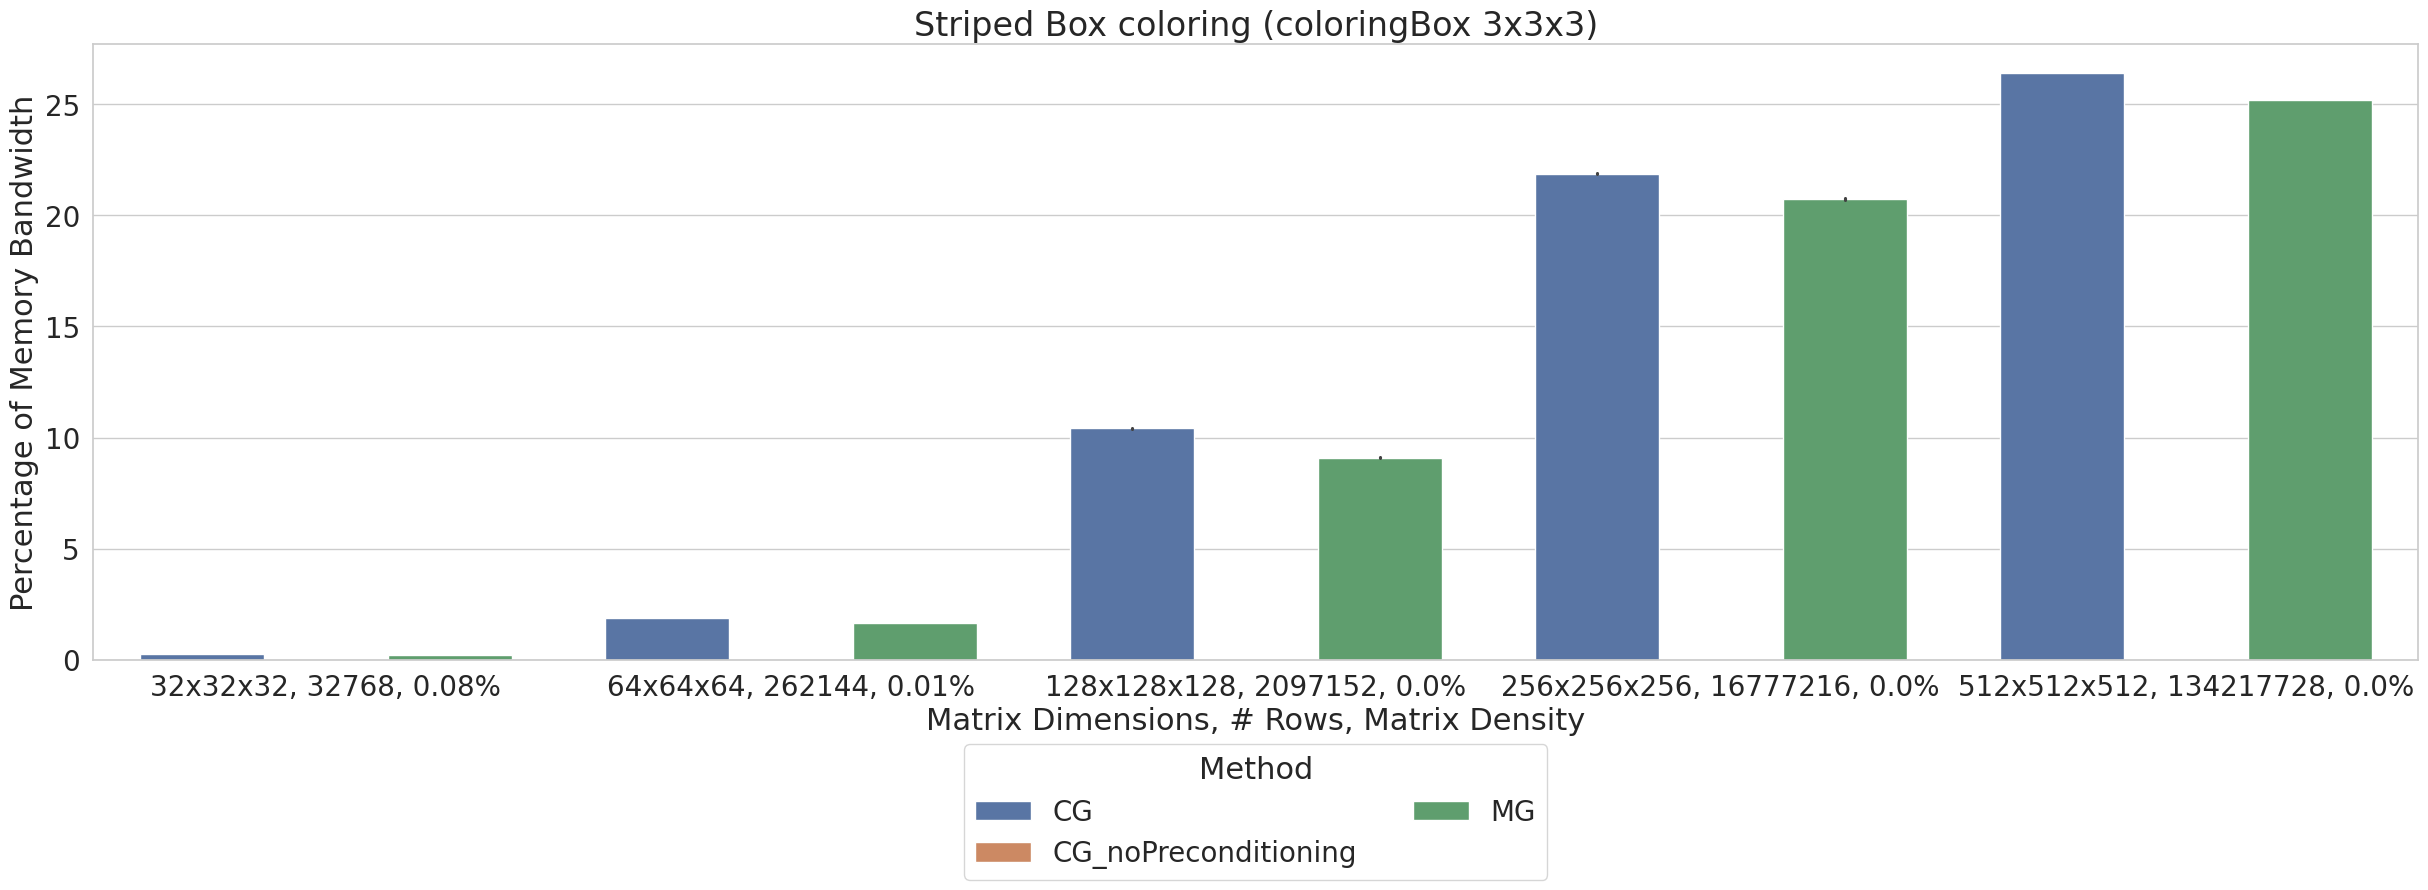 Striped Box coloring (coloringBox 3x3x3)
Percentage of Memory Bandwidth
25
20
15
10
5
0
32x32x32, 32768, 0.08%
64x64x64, 262144, 0.01%
128x128x128, 2097152, 0.0%
256x256x256, 16777216, 0.0%
512x512x512, 134217728, 0.0%
Matrix Dimensions, # Rows, Matrix Density
Method
CG
CG_noPreconditioning
MG